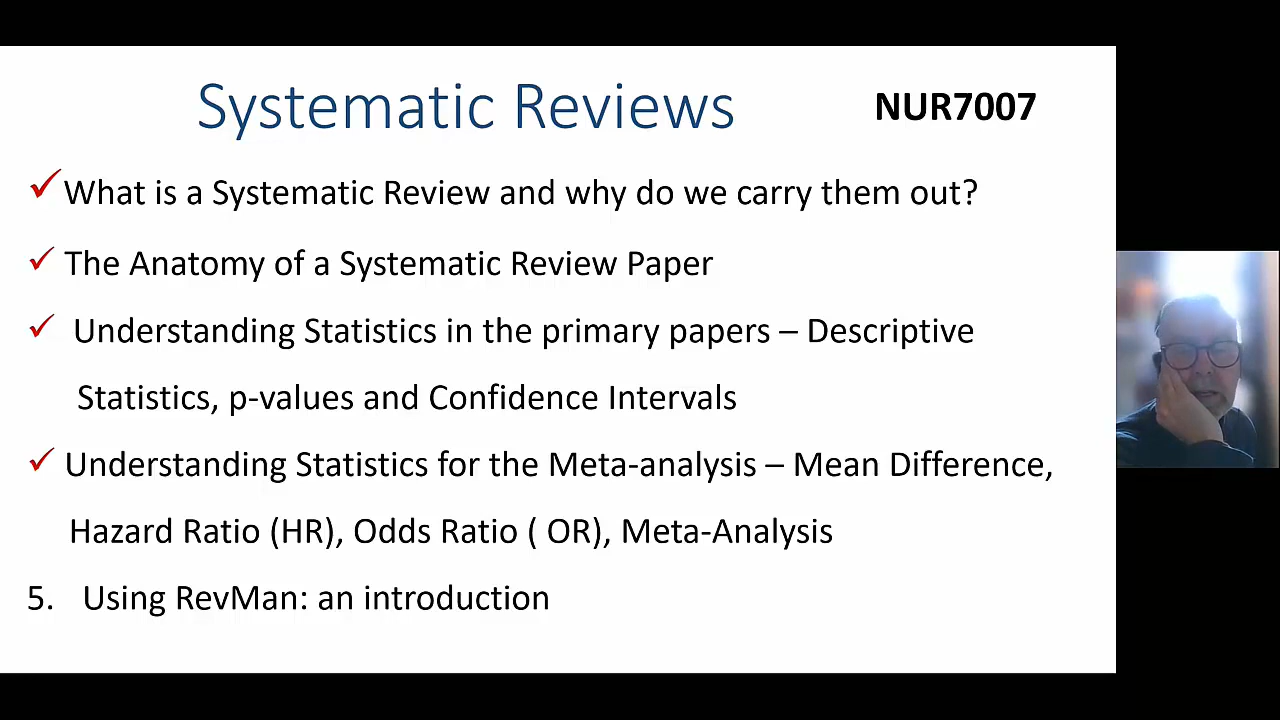 Systematic Reviews
NUR7007
What is a Systematic Review and why do we carry them out?
The Anatomy of a Systematic Review Paper
Understanding Statistics in the primary papers – Descriptive
Statistics, p-values and Confidence Intervals
Understanding Statistics for the Meta-analysis – Mean Difference,
Hazard Ratio (HR), Odds Ratio ( OR), Meta-Analysis
5. Using RevMan: an introduction